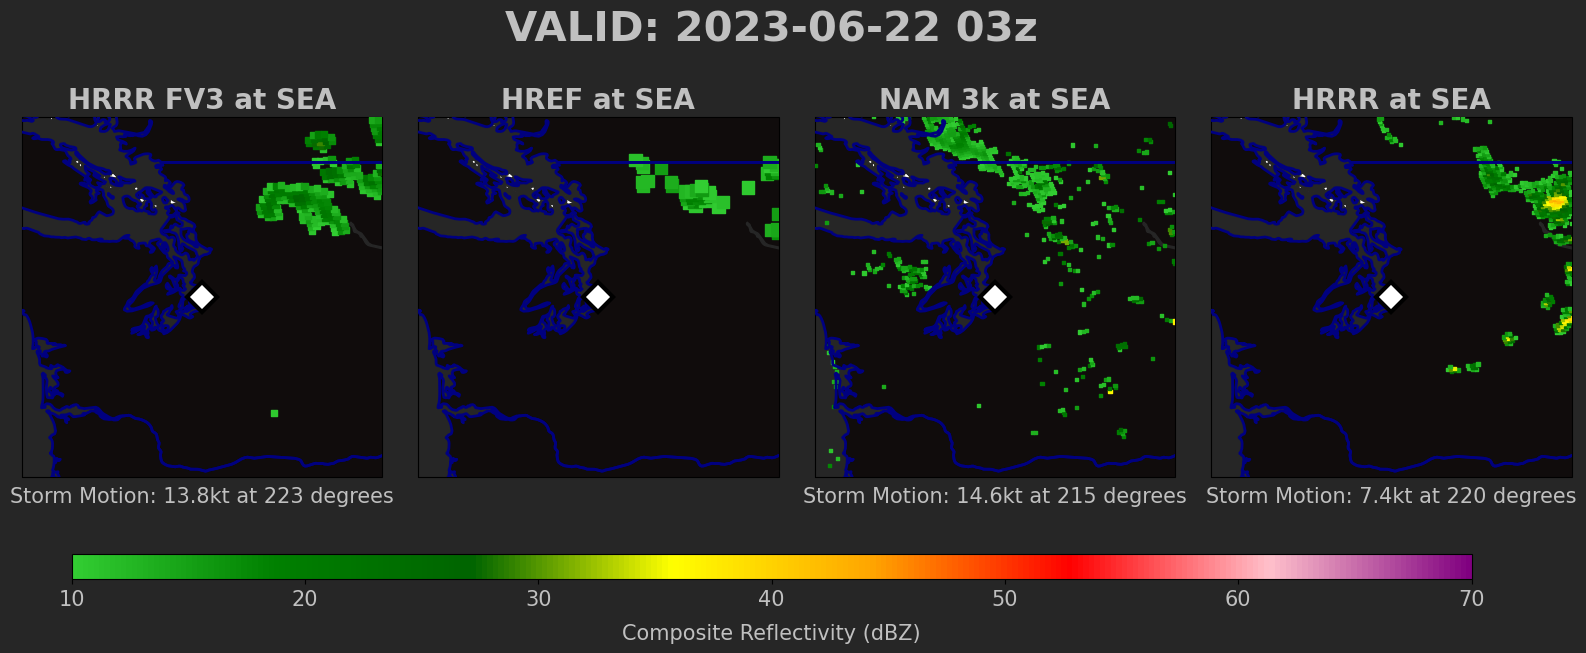 VALID: 2023-06-22 03z
HRRR FV3 at SEA
HREF at SEA
NAM 3k at SEA
HRRR at SEA
Storm Motion: 13.8kt at 223 degrees
Storm Motion: 14.6kt at 215 degrees
Storm Motion: 7.4kt at 220 degrees
10 20 30 40 50 60 70
Composite Reflectivity (dBZ)